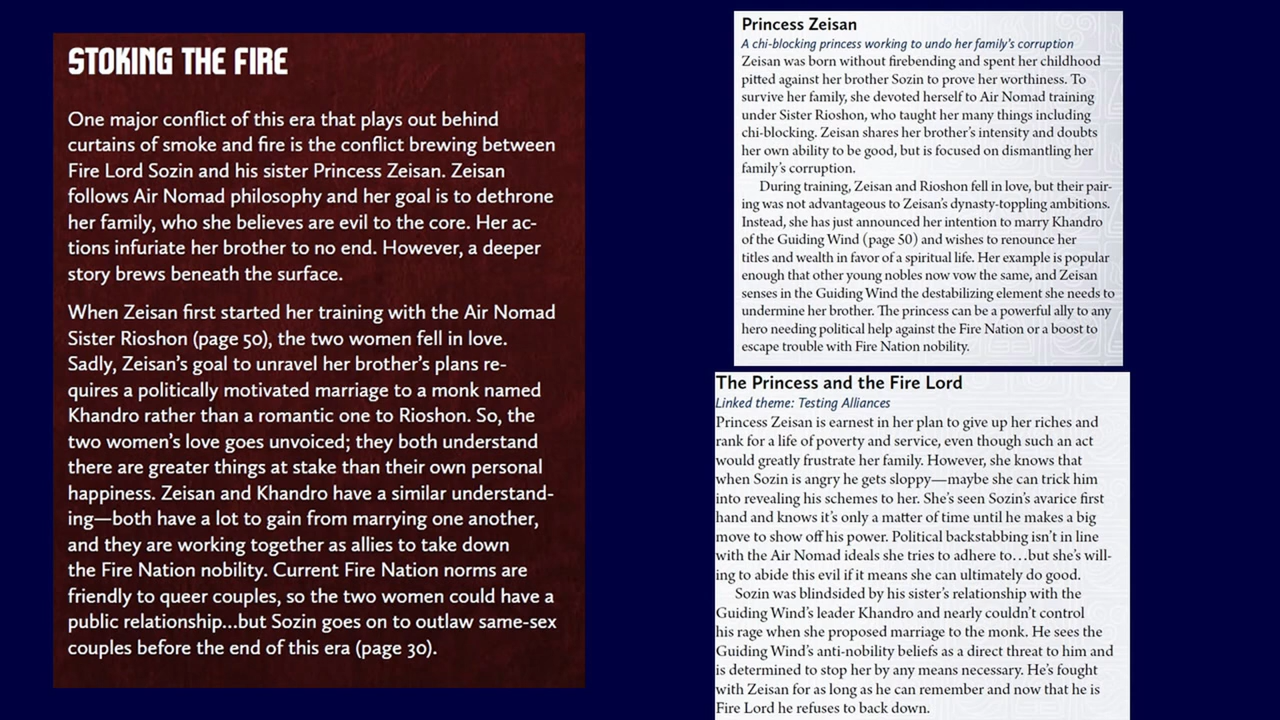 STOKING THE FIRE
One major conflict of this era that plays out behind
curtains of smoke and fire is the conflict brewing between
Fire Lord Sozin and his sister Princess Zeisan. Zeisan
follows Air Nomad philosophy and her goal is to dethrone
her family, who she believes are evil to the core. Her ac-
tions infuriate her brother to no end. However, a deeper
story brews beneath the surface.
When Zeisan first started her training with the Air Nomad
Sister Rioshon (page 50), the two women fell in love.
Sadly, Zeisan's goal to unravel her brother's plans re-
quires a politically motivated marriage to a monk named
Khandro rather than a romantic one to Rioshon. So, the
two women's love goes unvoiced; they both understand
there are greater things at stake than their own personal
happiness. Zeisan and Khandro have a similar understand-
ing—both have a lot to gain from marrying one another,
and they are working together as allies to take down
the Fire Nation nobility. Current Fire Nation norms are
friendly to queer couples, so the two women could have a
public relationship...but Sozin goes on to outlaw same-sex
couples before the end of this era (page 30).
Princess Zeisan
A chi-blocking princess working to undo her family's corruption
Zeisan was born without firebending and spent her childhood
pitted against her brother Sozin to prove her worthiness. To
survive her family, she devoted herself to Air Nomad training
under Sister Rioshon, who taught her many things including
chi-blocking. Zeisan shares her brother's intensity and doubts
her own ability to be good, but is focused on dismantling her
family's corruption.
During training, Zeisan and Rioshon fell in love, but their pair-
ing was not advantageous to Zeisan's dynasty-toppling ambitions.
Instead, she has just announced her intention to marry Khandro
of the Guiding Wind (page 50) and wishes to renounce her
titles and wealth in favor of a spiritual life. Her example is popular
enough that other young nobles now vow the same, and Zeisan
senses in the Guiding Wind the destabilizing element she needs to
undermine her brother. The princess can be a powerful ally to any
hero needing political help against the Fire Nation or a boost to
escape trouble with Fire Nation nobility.
The Princess and the Fire Lord
Linked theme: Testing Alliances
Princess Zeisan is earnest in her plan to give up her riches and
rank for a life of poverty and service, even though such an act
would greatly frustrate her family. However, she knows that
when Sozin is angry he gets sloppy—maybe she can trick him
into revealing his schemes to her. She's seen Sozin's avarice first
hand and knows it's only a matter of time until he makes a big
move to show off his power. Political backstabbing isn't in line
with the Air Nomad ideals she tries to adhere to...but she's will-
ing to abide this evil if it means she can ultimately do good.
Sozin was blindsided by his sister's relationship with the
Guiding Wind's leader Khandro and nearly couldn't control
his rage when she proposed marriage to the monk. He sees the
Guiding Wind's anti-nobility beliefs as a direct threat to him and
is determined to stop her by any means necessary. He's fought
with Zeisan for as long as he can remember and now that he is
Fire Lord he refuses to back down.